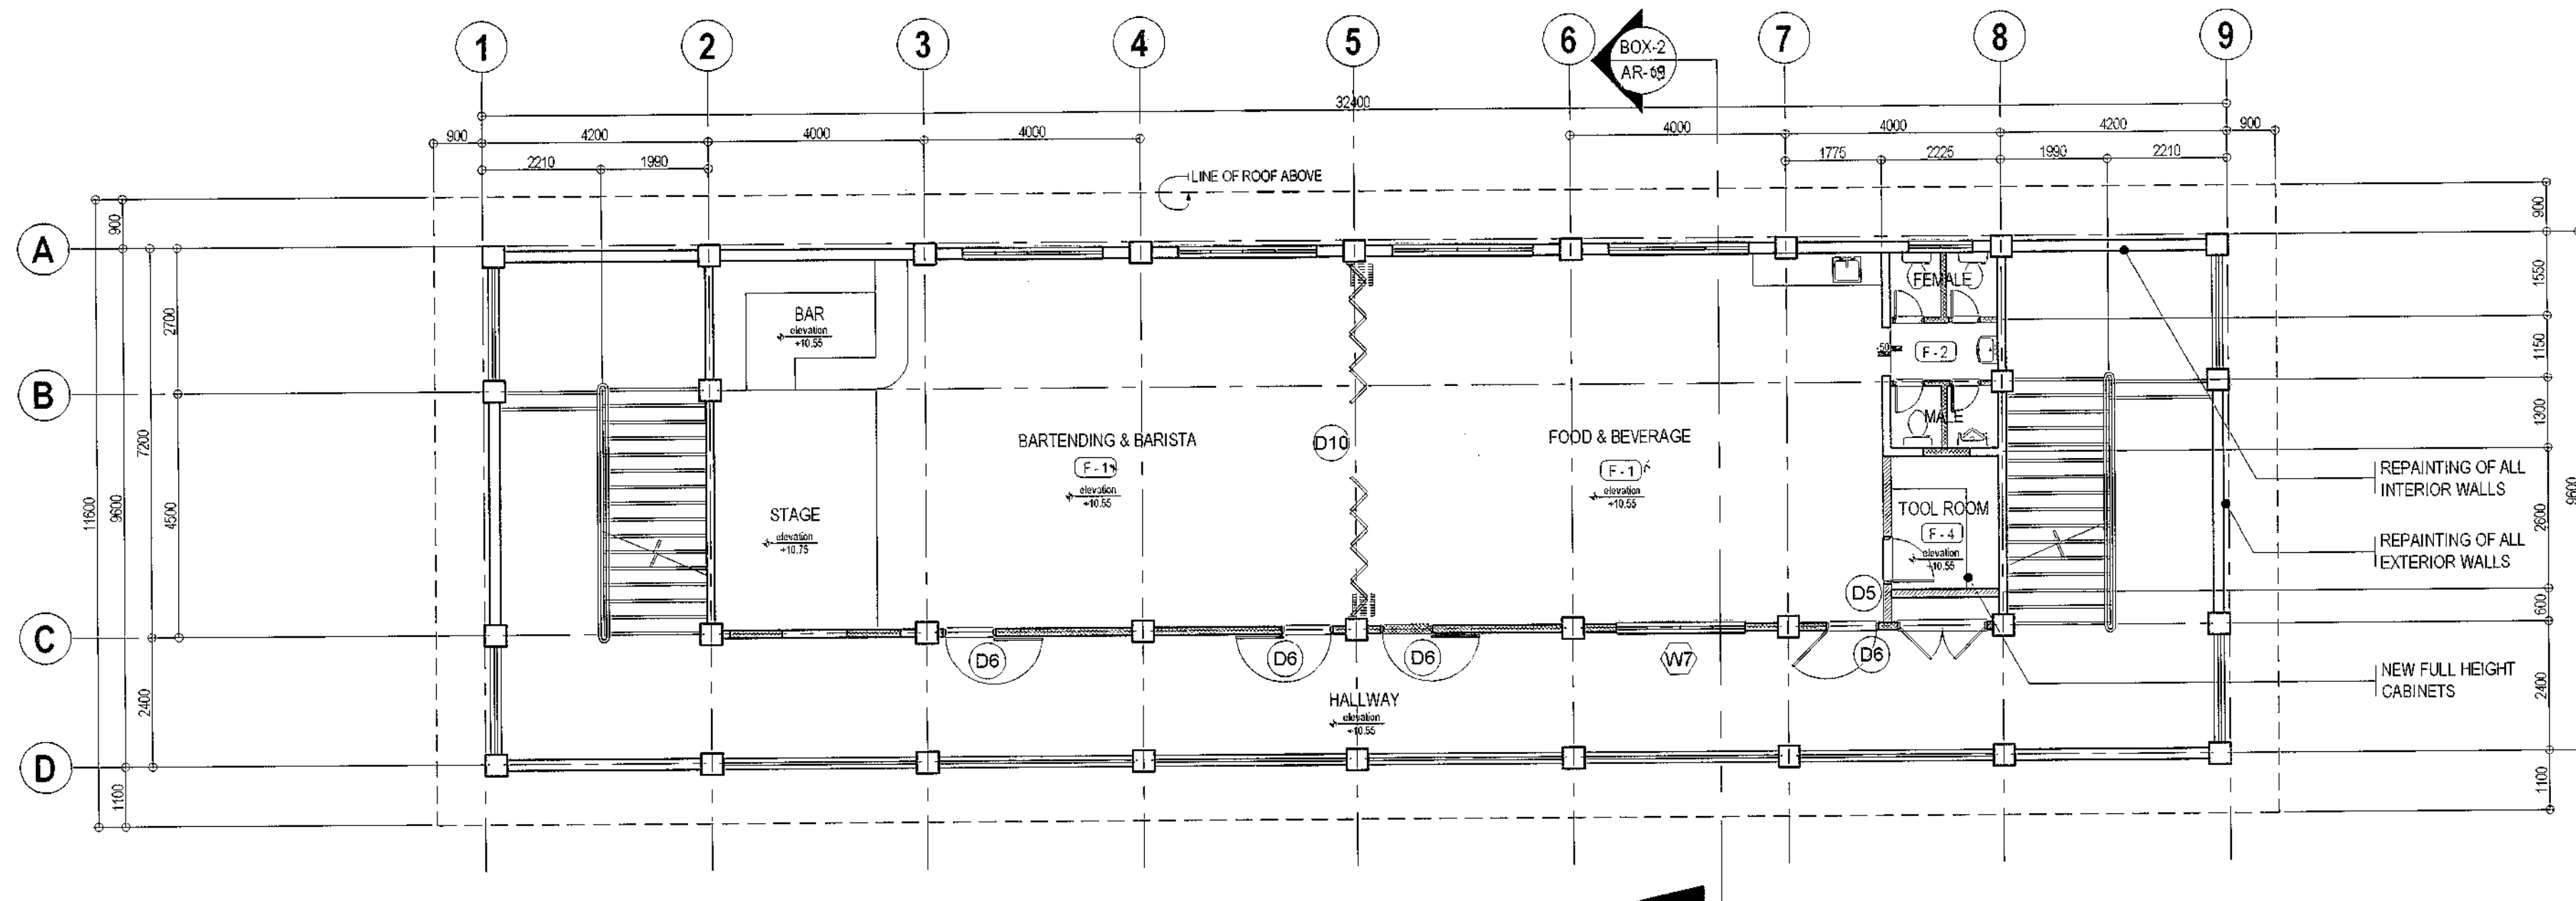 1 2 3 4 5 6 7 8 9
BOX-2
AR-09
32400
900 4200 4000 4000 4000 4000 4200 900
2210 1990 1775 2225 1990 2210
LINE OF ROOF ABOVE
A
B
C
D
900
2700
7200
4500
9600
11600
2400
1100
BAR
elevation
+10.55
STAGE
elevation
+10.75
BARTENDING & BARISTA
F - 1
elevation
+10.55
D10
FOOD & BEVERAGE
F - 1
elevation
+10.55
FEMALE
-50
F - 2
MALE
TOOL ROOM
F - 4
elevation
+10.55
D5
D6
D6
D6
W7
D6
HALLWAY
elevation
+10.55
900
1550
1150
1300
2600
9600
600
2400
1100
REPAINTING OF ALL
INTERIOR WALLS
REPAINTING OF ALL
EXTERIOR WALLS
NEW FULL HEIGHT
CABINETS